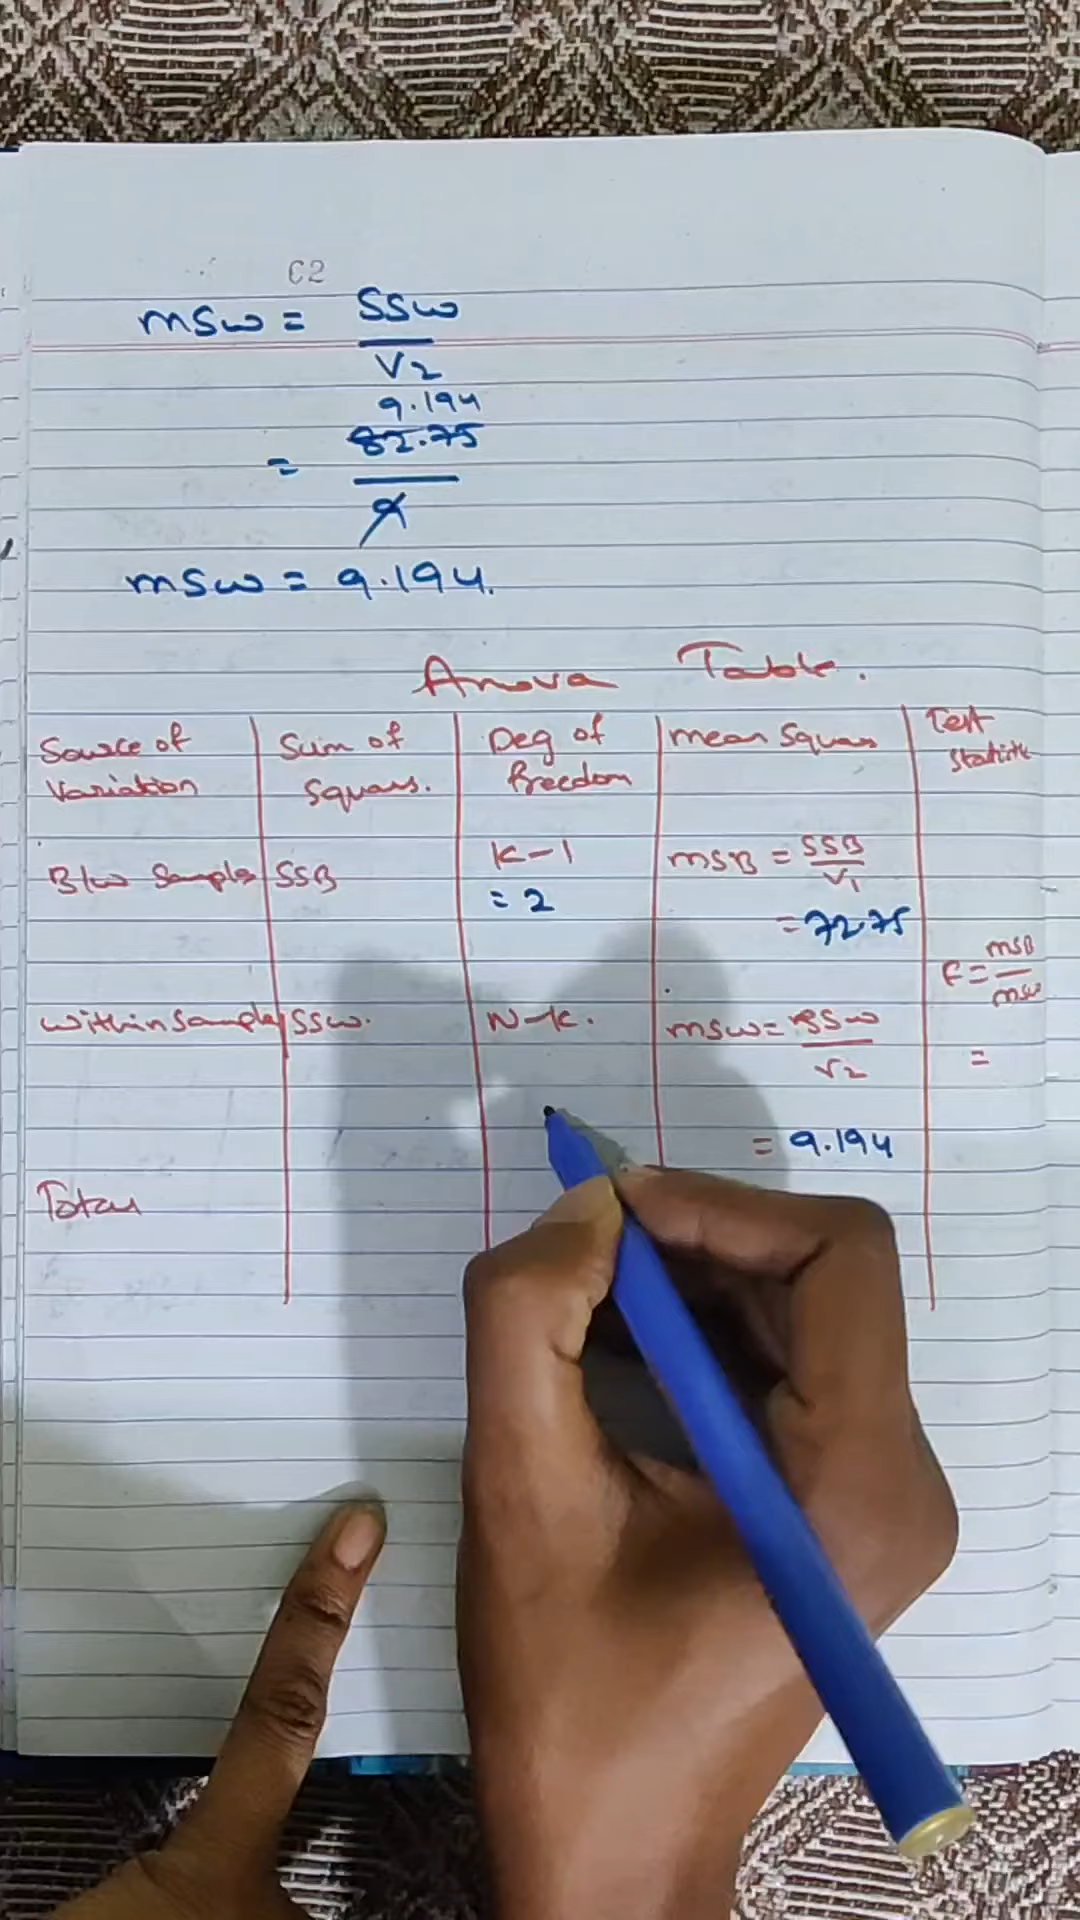 C2
msw = SSw
V2
9.194
= 82.75
9
msw = 9.194.
Anova Table.
Source of Variation
Sum of Squares.
Deg of freedom
mean Squares
Test Statistic
B/w Samples
SSB
K-1
= 2
MSB = SSB
V1
= 72.75
F = MSB
MSW
=
Within Samples
SSW.
N-K.
MSW = SSW
V2
= 9.194
Total